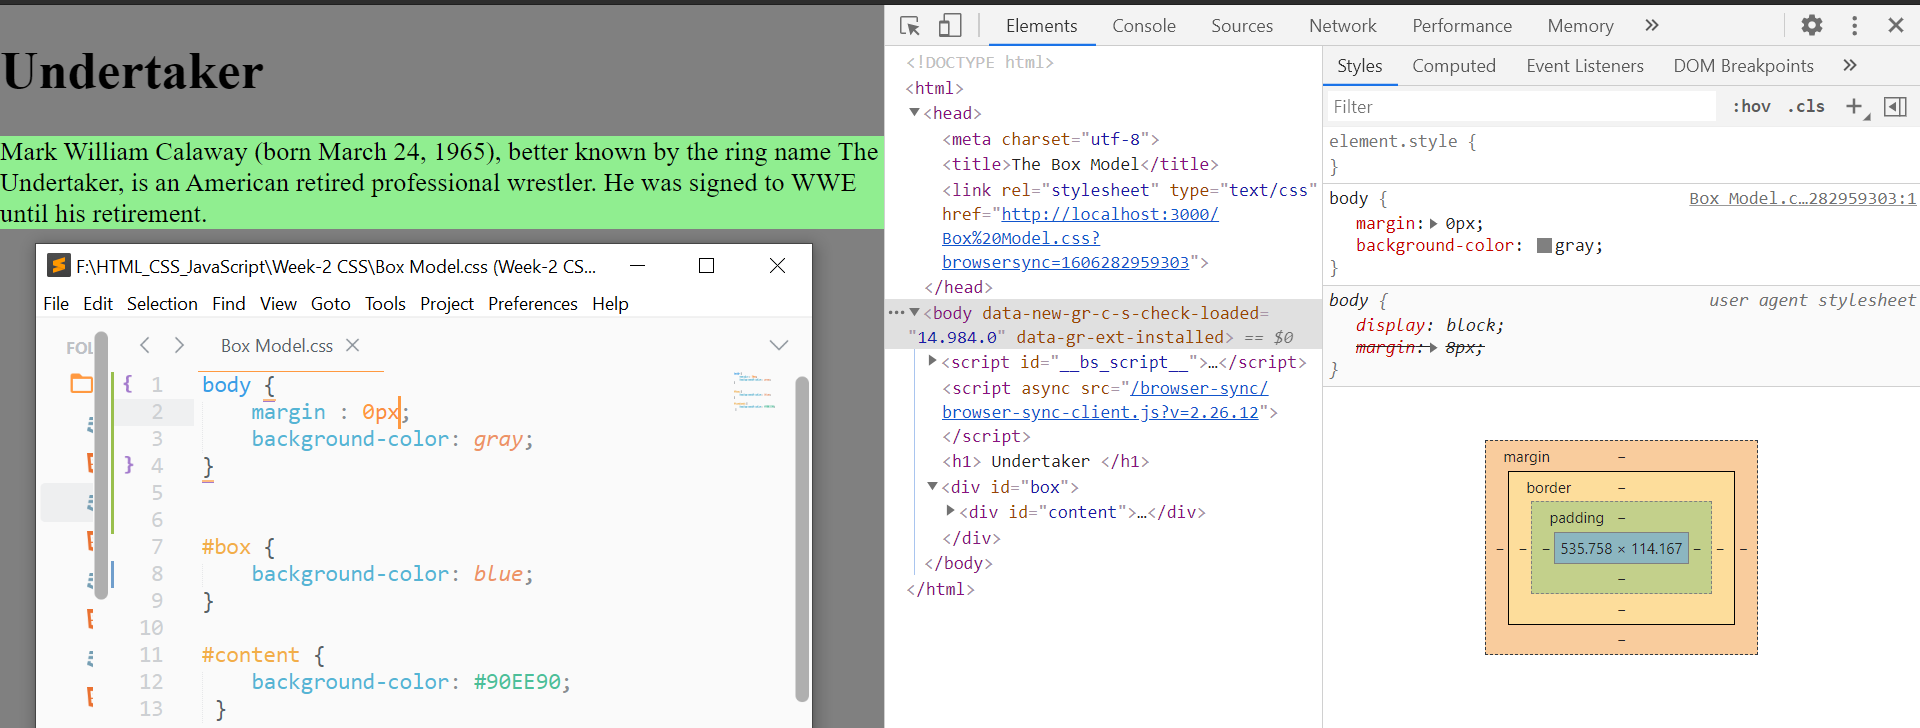 Undertaker
Mark William Calaway (born March 24, 1965), better known by the ring name The
Undertaker, is an American retired professional wrestler. He was signed to WWE
until his retirement.
F:\HTML_CSS_JavaScript\Week-2 CSS\Box Model.css (Week-2 CS...
File Edit Selection Find View Goto Tools Project Preferences Help
FOL
Box Model.css
1 body {
2 margin : 0px;
3 background-color: gray;
4 }
5
6
7 #box {
8 background-color: blue;
9 }
10
11 #content {
12 background-color: #90EE90;
13 }
Elements Console Sources Network Performance Memory »
<!DOCTYPE html>
<html>
<head>
<meta charset="utf-8">
<title>The Box Model</title>
<link rel="stylesheet" type="text/css"
href="http://localhost:3000/
Box%20Model.css?
browsersync=1606282959303">
</head>
<body data-new-gr-c-s-check-loaded=
"14.984.0" data-gr-ext-installed> == $0
<script id="__bs_script__">…</script>
<script async src="/browser-sync/
browser-sync-client.js?v=2.26.12">
</script>
<h1> Undertaker </h1>
<div id="box">
<div id="content">…</div>
</div>
</body>
</html>
Styles Computed Event Listeners DOM Breakpoints »
Filter :hov .cls +
element.style {
}
body { Box Model.c…282959303:1
margin: 0px;
background-color: gray;
}
body { user agent stylesheet
display: block;
margin: 8px;
}
margin –
border –
padding –
– – – 535.758 × 114.167 – – –
–
–
–